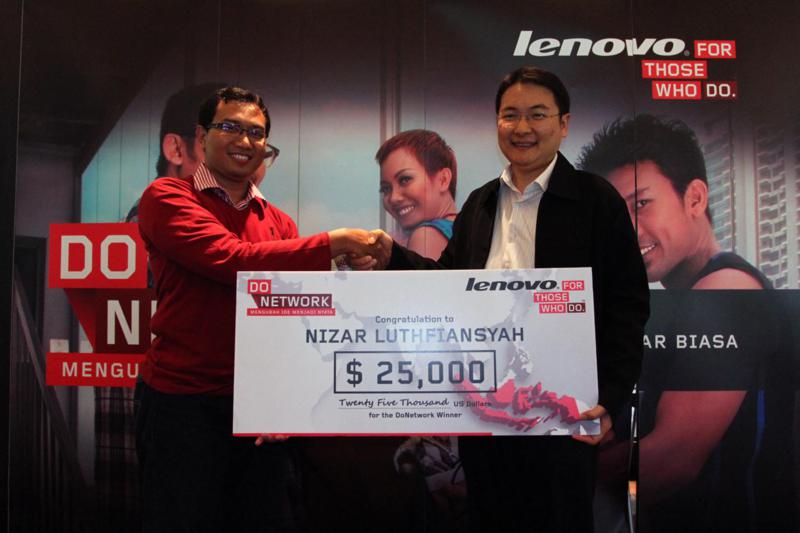 lenovo. FOR
THOSE
WHO DO.
DO
NE
MENGU
AR BIASA
DO
NETWORK
MENGUBAH IDE MENJADI NYATA
lenovo. FOR
THOSE
WHO DO.
Congratulation to
NIZAR LUTHFIANSYAH
$ 25,000
Twenty Five Thousand US Dollars
for the DoNetwork Winner